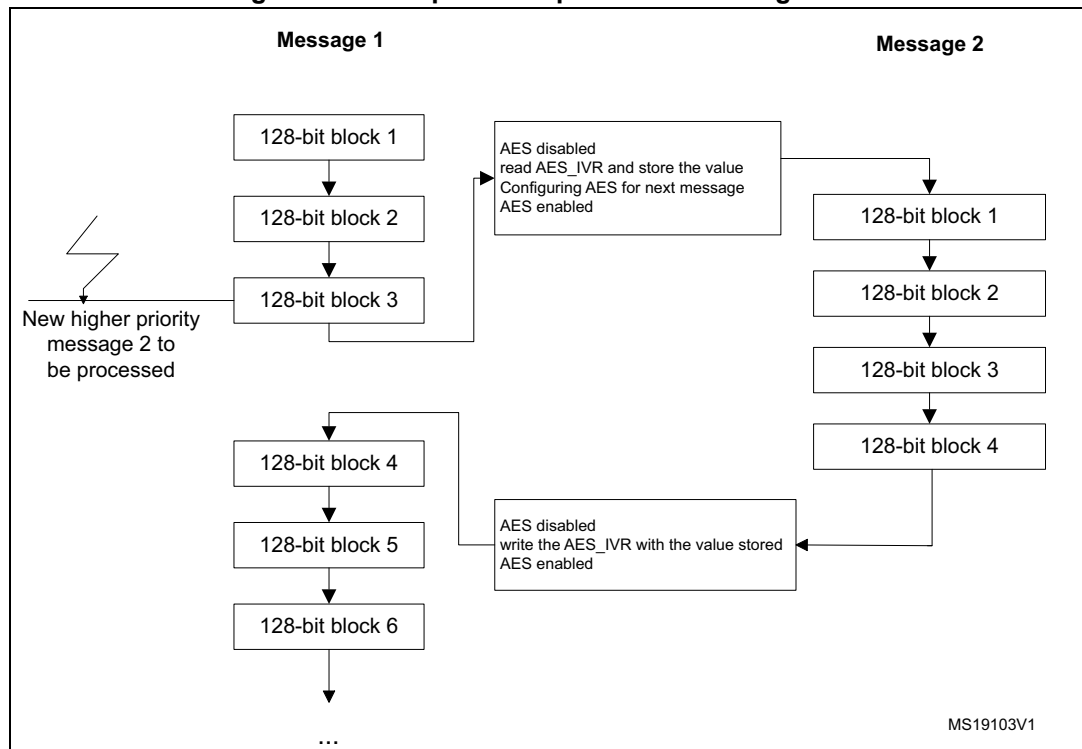 Message 1
Message 2
128-bit block 1
128-bit block 2
128-bit block 3
New higher priority
message 2 to
be processed
AES disabled
read AES_IVR and store the value
Configuring AES for next message
AES enabled
128-bit block 1
128-bit block 2
128-bit block 3
128-bit block 4
AES disabled
write the AES_IVR with the value stored
AES enabled
128-bit block 4
128-bit block 5
128-bit block 6
...
MS19103V1